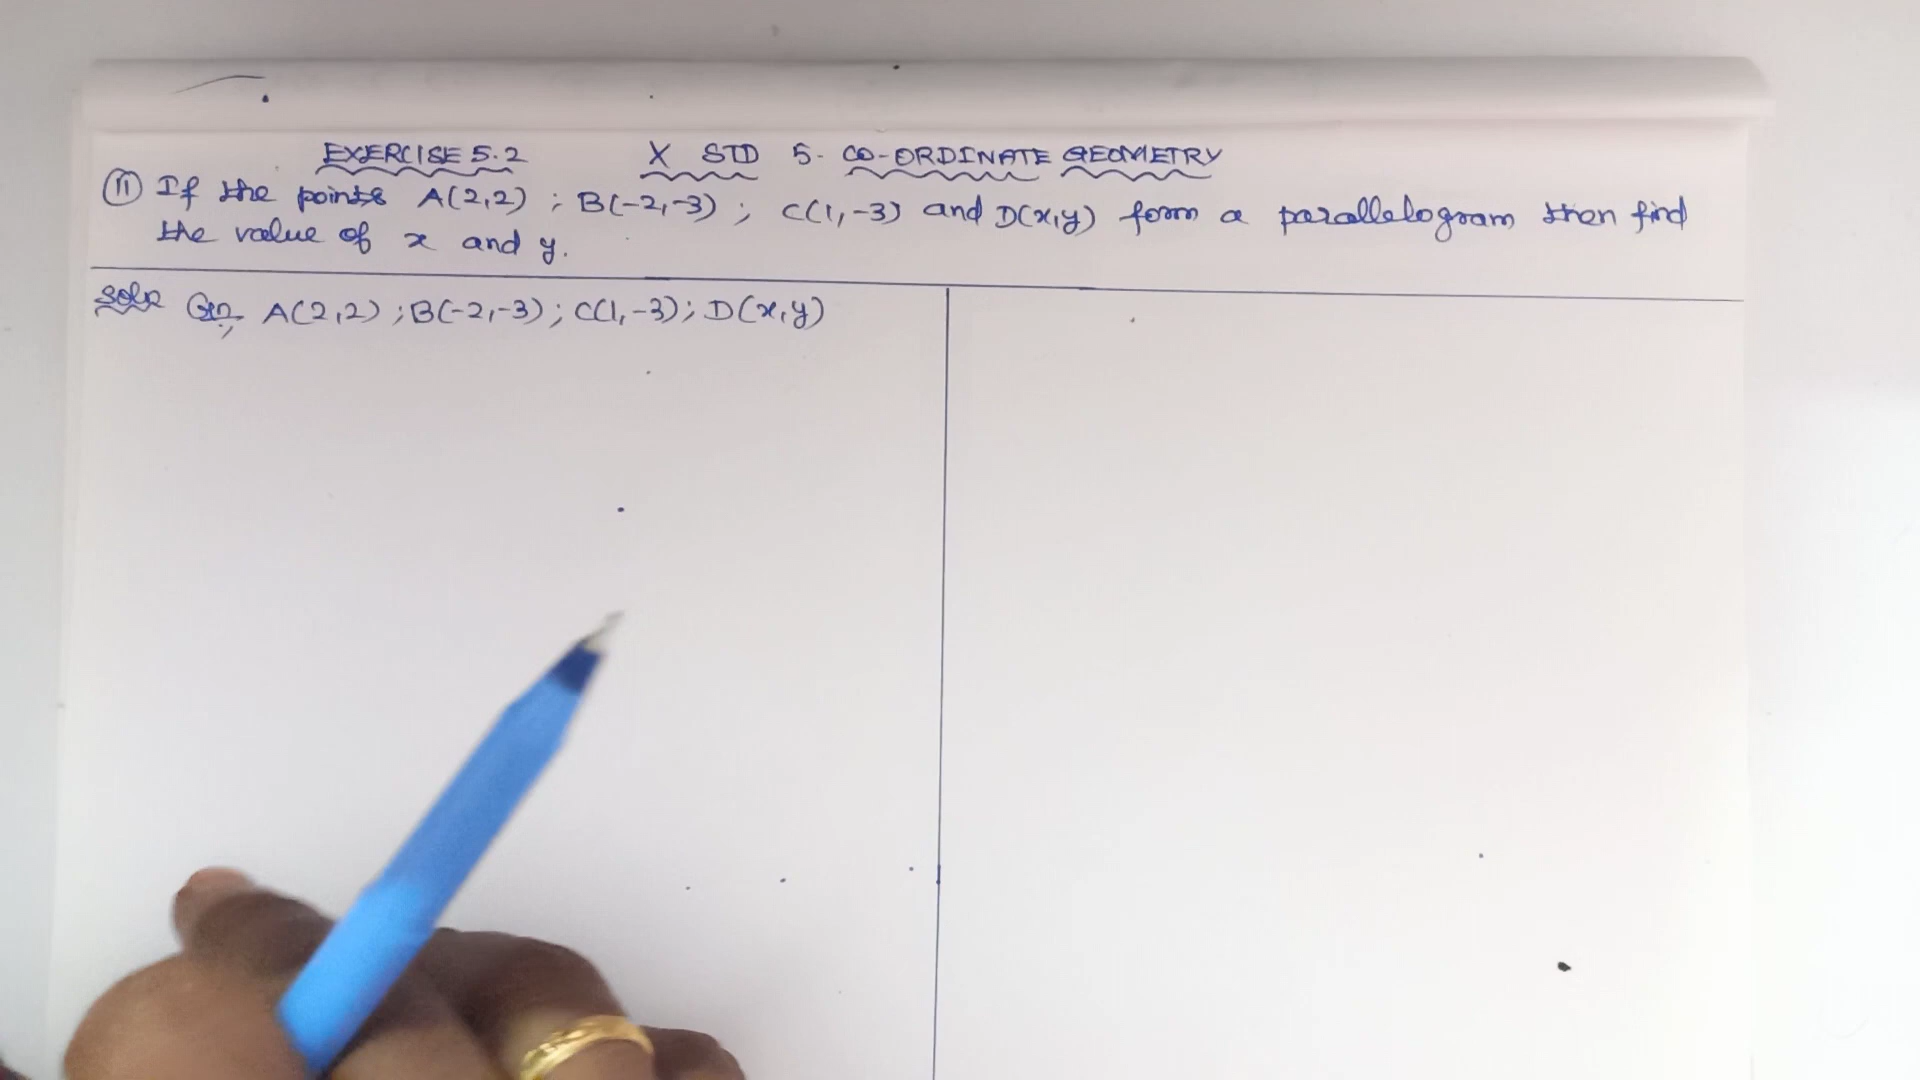 EXERCISE 5.2 X STD 5. CO-ORDINATE GEOMETRY
(11) If the points A(2,2) ; B(-2,-3) ; C(1,-3) and D(x,y) form a parallelogram then find
the value of x and y.
Soln Gn, A(2,2) ; B(-2,-3) ; C(1,-3) ; D(x,y)